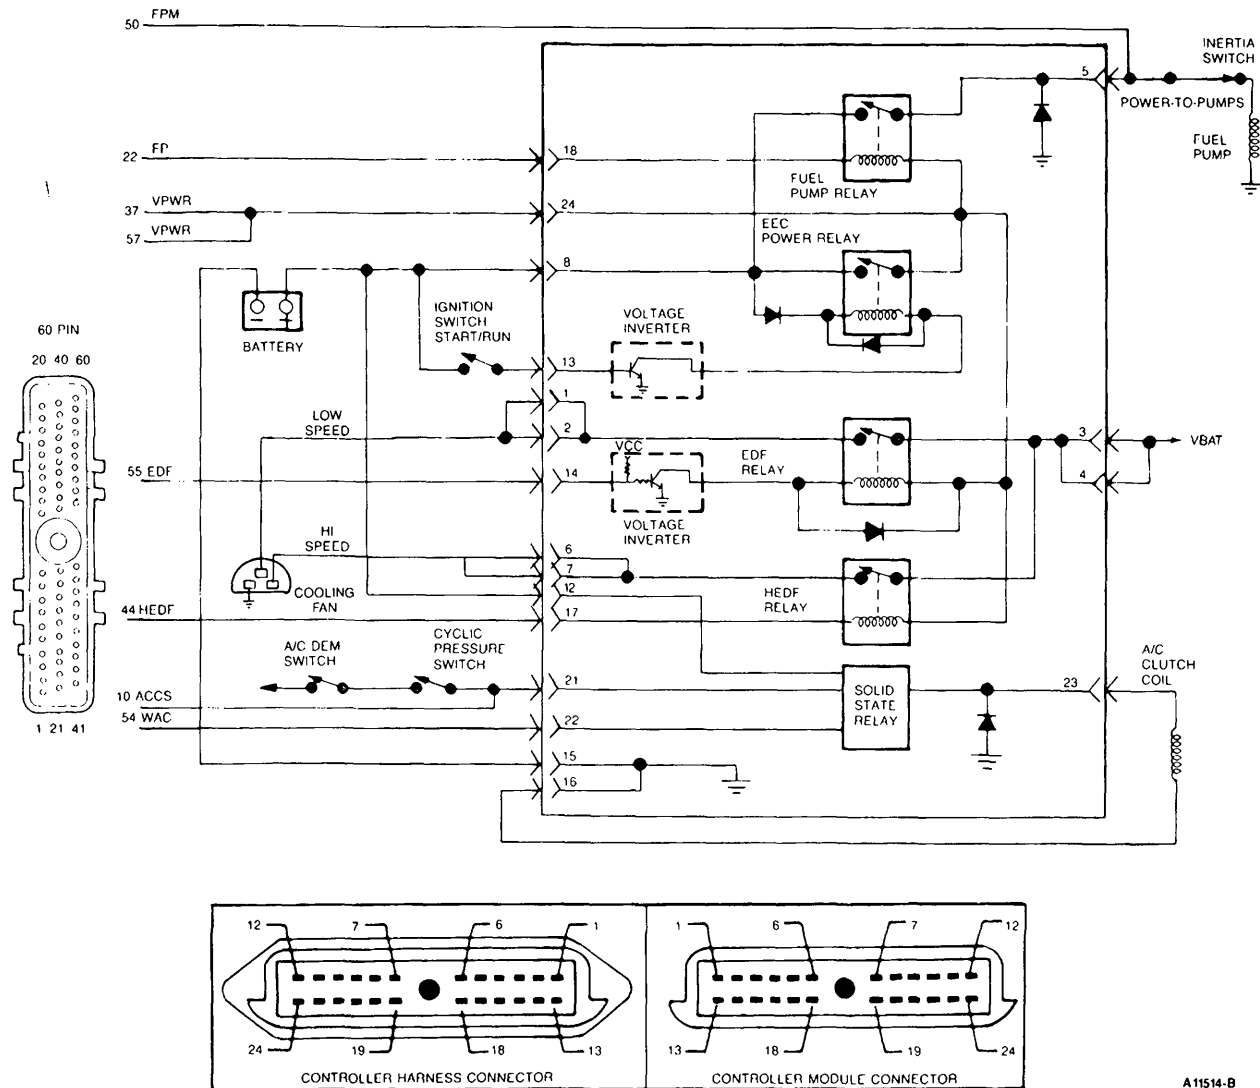 FPM
50
INERTIA
SWITCH
5
POWER-TO-PUMPS
FUEL
PUMP
22 FP
18
FUEL
PUMP RELAY
37 VPWR
24
57 VPWR
EEC
POWER RELAY
8
BATTERY
IGNITION
SWITCH
START/RUN
VOLTAGE
INVERTER
13
60 PIN
20 40 60
1
LOW
SPEED
2
3
VBAT
VCC
EDF
RELAY
55 EDF
14
4
VOLTAGE
INVERTER
HI
SPEED
6
7
12
COOLING
FAN
HEDF
RELAY
44 HEDF
17
A/C DEM
SWITCH
CYCLIC
PRESSURE
SWITCH
A/C
CLUTCH
COIL
21
SOLID
STATE
RELAY
23
10 ACCS
54 WAC
22
1 21 41
15
16
12 7 6 1
24 19 18 13
CONTROLLER HARNESS CONNECTOR
1 6 7 12
13 18 19 24
CONTROLLER MODULE CONNECTOR
A11514-B